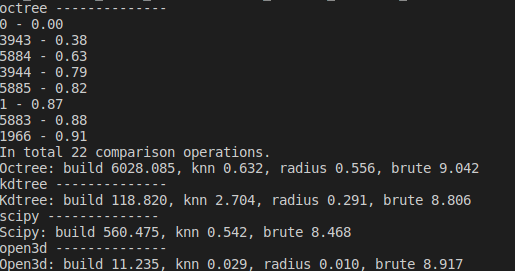 octree --------------
0 - 0.00
3943 - 0.38
5884 - 0.63
3944 - 0.79
5885 - 0.82
1 - 0.87
5883 - 0.88
1966 - 0.91
In total 22 comparison operations.
Octree: build 6028.085, knn 0.632, radius 0.556, brute 9.042
kdtree --------------
Kdtree: build 118.820, knn 2.704, radius 0.291, brute 8.806
scipy --------------
Scipy: build 560.475, knn 0.542, brute 8.468
open3d --------------
Open3d: build 11.235, knn 0.029, radius 0.010, brute 8.917